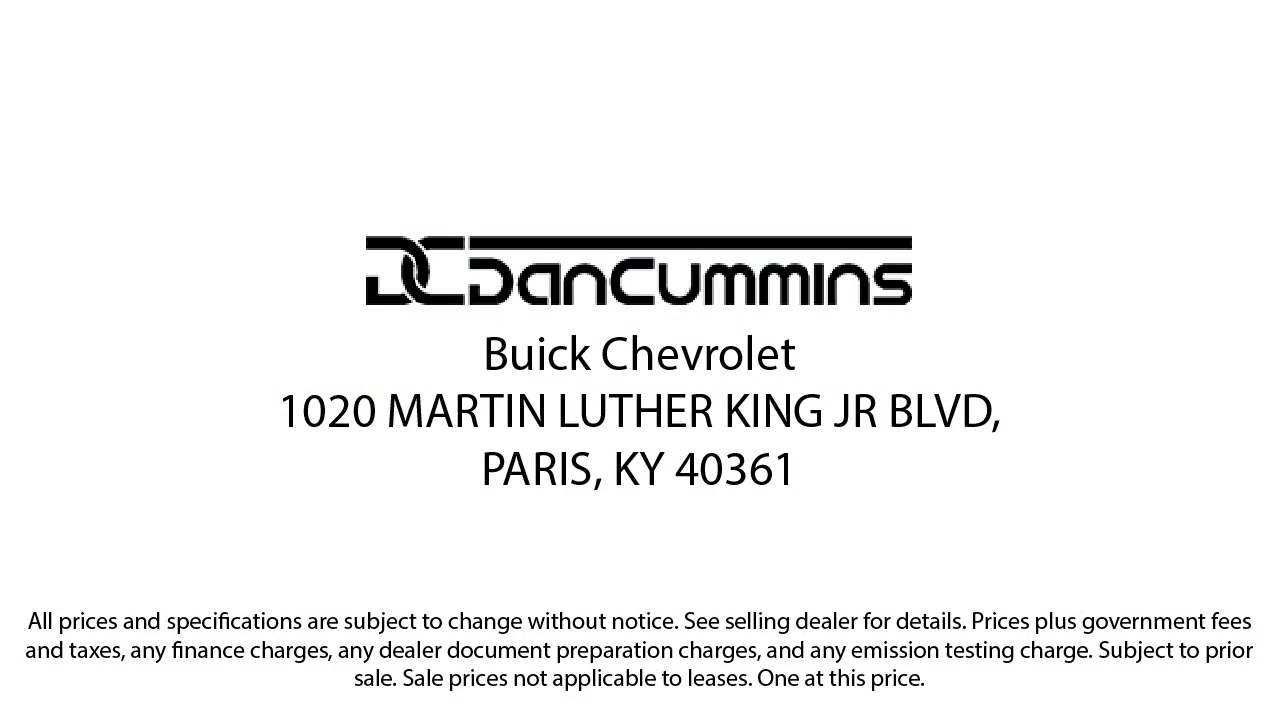 DC DanCummins
Buick Chevrolet
1020 MARTIN LUTHER KING JR BLVD,
PARIS, KY 40361
All prices and specifications are subject to change without notice. See selling dealer for details. Prices plus government fees
and taxes, any finance charges, any dealer document preparation charges, and any emission testing charge. Subject to prior
sale. Sale prices not applicable to leases. One at this price.